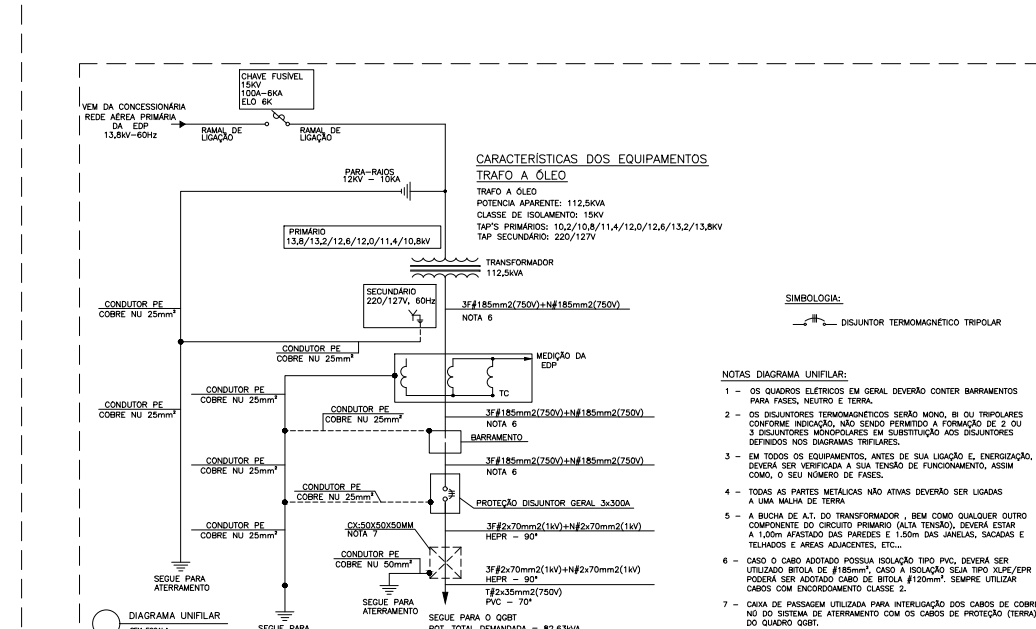 CHAVE FUSÍVEL
15KV
100A-6KA
ELO 6K
VEM DA CONCESSIONÁRIA
REDE AÉREA PRIMÁRIA
DA EDP
13,8kV-60Hz
RAMAL DE
LIGAÇÃO
RAMAL DE
LIGAÇÃO
PARA-RAIOS
12KV - 10KA
CARACTERÍSTICAS DOS EQUIPAMENTOS
TRAFO A ÓLEO
TRAFO A ÓLEO
POTENCIA APARENTE: 112,5KVA
CLASSE DE ISOLAMENTO: 15KV
TAP'S PRIMÁRIOS: 10,2/10,8/11,4/12,0/12,6/13,2/13,8KV
TAP SECUNDÁRIO: 220/127V
PRIMÁRIO
13,8/13,2/12,6/12,0/11,4/10,8kV
TRANSFORMADOR
112,5kVA
SECUNDÁRIO
220/127V, 60Hz
3F#185mm2(750V)+N#185mm2(750V)
NOTA 6
CONDUTOR PE
COBRE NU 25mm²
CONDUTOR PE
COBRE NU 25mm²
MEDIÇÃO DA
EDP
TC
CONDUTOR PE
COBRE NU 25mm²
CONDUTOR PE
COBRE NU 25mm²
CONDUTOR PE
COBRE NU 25mm²
3F#185mm2(750V)+N#185mm2(750V)
NOTA 6
BARRAMENTO
CONDUTOR PE
COBRE NU 25mm²
3F#185mm2(750V)+N#185mm2(750V)
NOTA 6
CONDUTOR PE
COBRE NU 25mm²
PROTEÇÃO DISJUNTOR GERAL 3x300A
CONDUTOR PE
COBRE NU 25mm²
CX:50X50X50MM
NOTA 7
3F#2x70mm2(1kV)+N#2x70mm2(1kV)
HEPR - 90°
CONDUTOR PE
COBRE NU 50mm²
3F#2x70mm2(1kV)+N#2x70mm2(1kV)
HEPR - 90°
T#2x35mm2(750V)
PVC - 70°
SEGUE PARA
ATERRAMENTO
SEGUE PARA
ATERRAMENTO
SEGUE PARA
SEGUE PARA O QGBT
POT. TOTAL DEMANDADA = 82,63kVA
DIAGRAMA UNIFILAR
SIMBOLOGIA:
DISJUNTOR TERMOMAGNÉTICO TRIPOLAR
NOTAS DIAGRAMA UNIFILAR:
1 - OS QUADROS ELÉTRICOS EM GERAL DEVERÃO CONTER BARRAMENTOS
PARA FASES, NEUTRO E TERRA.
2 - OS DISJUNTORES TERMOMAGNÉTICOS SERÃO MONO, BI OU TRIPOLARES
CONFORME INDICAÇÃO, NÃO SENDO PERMITIDO A FORMAÇÃO DE 2 OU
3 DISJUNTORES MONOPOLARES EM SUBSTITUIÇÃO AOS DISJUNTORES
DEFINIDOS NOS DIAGRAMAS TRIFILARES.
3 - EM TODOS OS EQUIPAMENTOS, ANTES DE SUA LIGAÇÃO E, ENERGIZAÇÃO,
DEVERÁ SER VERIFICADA A SUA TENSÃO DE FUNCIONAMENTO, ASSIM
COMO, O SEU NÚMERO DE FASES.
4 - TODAS AS PARTES METÁLICAS NÃO ATIVAS DEVERÃO SER LIGADAS
A UMA MALHA DE TERRA
5 - A BUCHA DE A.T. DO TRANSFORMADOR , BEM COMO QUALQUER OUTRO
COMPONENTE DO CIRCUITO PRIMARIO (ALTA TENSÃO), DEVERÁ ESTAR
A 1,00m AFASTADO DAS PAREDES E 1.50m DAS JANELAS, SACADAS E
TELHADOS E AREAS ADJACENTES, ETC...
6 - CASO O CABO ADOTADO POSSUA ISOLAÇÃO TIPO PVC, DEVERÁ SER
UTILIZADO BITOLA DE #185mm², CASO A ISOLAÇÃO SEJA TIPO XLPE/EPR
PODERÁ SER ADOTADO CABO DE BITOLA #120mm². SEMPRE UTILIZAR
CABOS COM ENCORDOAMENTO CLASSE 2.
7 - CAIXA DE PASSAGEM UTILIZADA PARA INTERLIGAÇÃO DOS CABOS DE COBRE
NÚ DO SISTEMA DE ATERRAMENTO COM OS CABOS DE PROTEÇÃO (TERRA)
DO QUADRO QGBT.